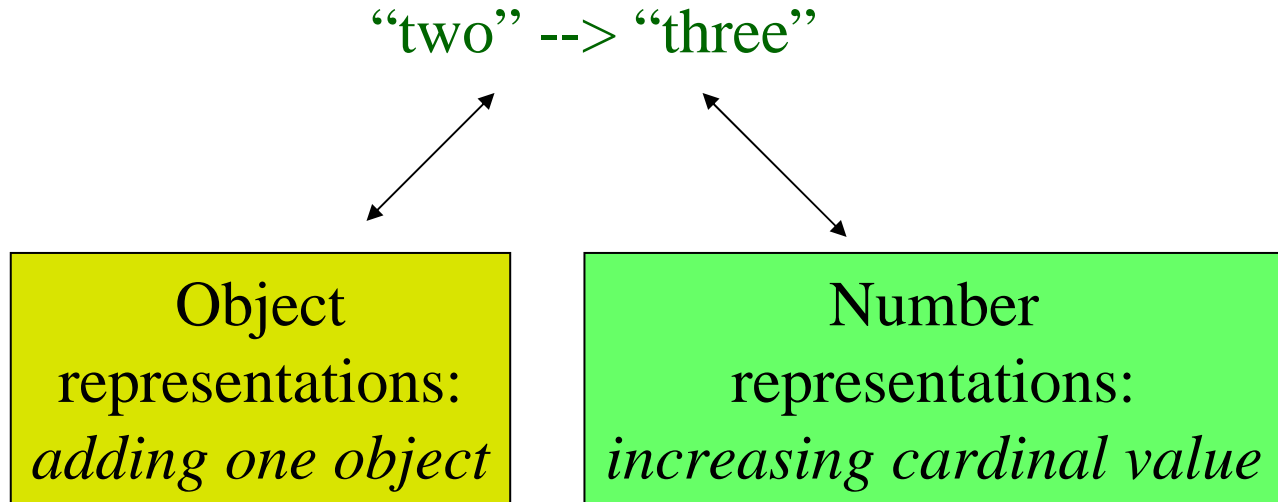 “two” --> “three”
Object
representations:
adding one object
Number
representations:
increasing cardinal value